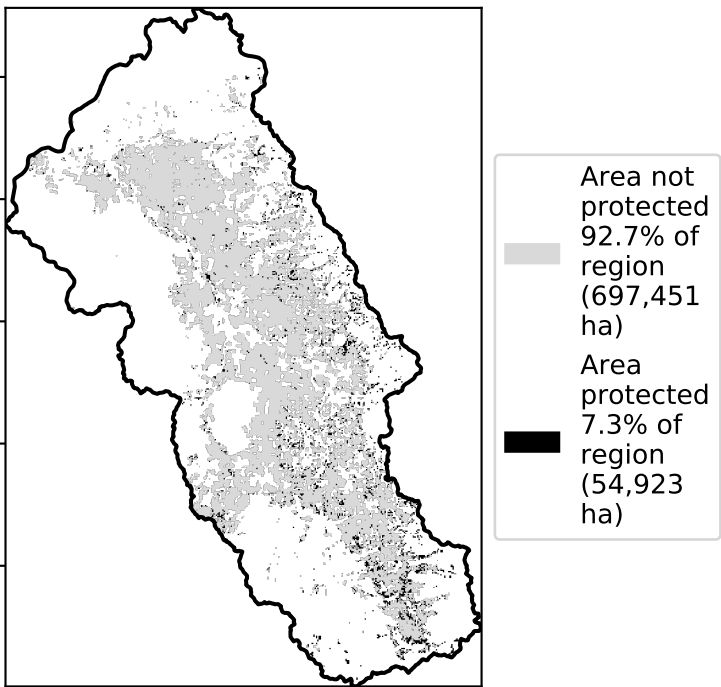 Area not
protected
92.7% of
region
(697,451
ha)
Area
protected
7.3% of
region
(54,923
ha)